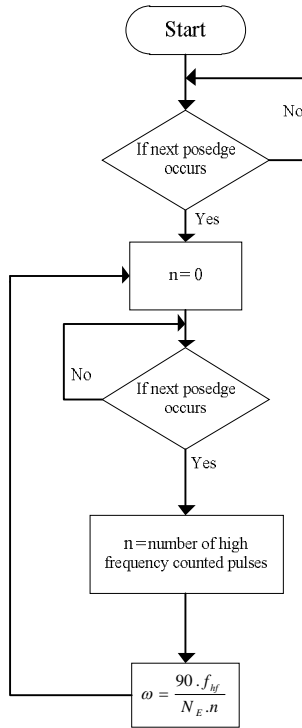 Start
No
If next posedge
occurs
Yes
n= 0
No
If next posedge
occurs
Yes
n=number of high
frequency counted pulses
ω = 90 . f_hf / N_E . n